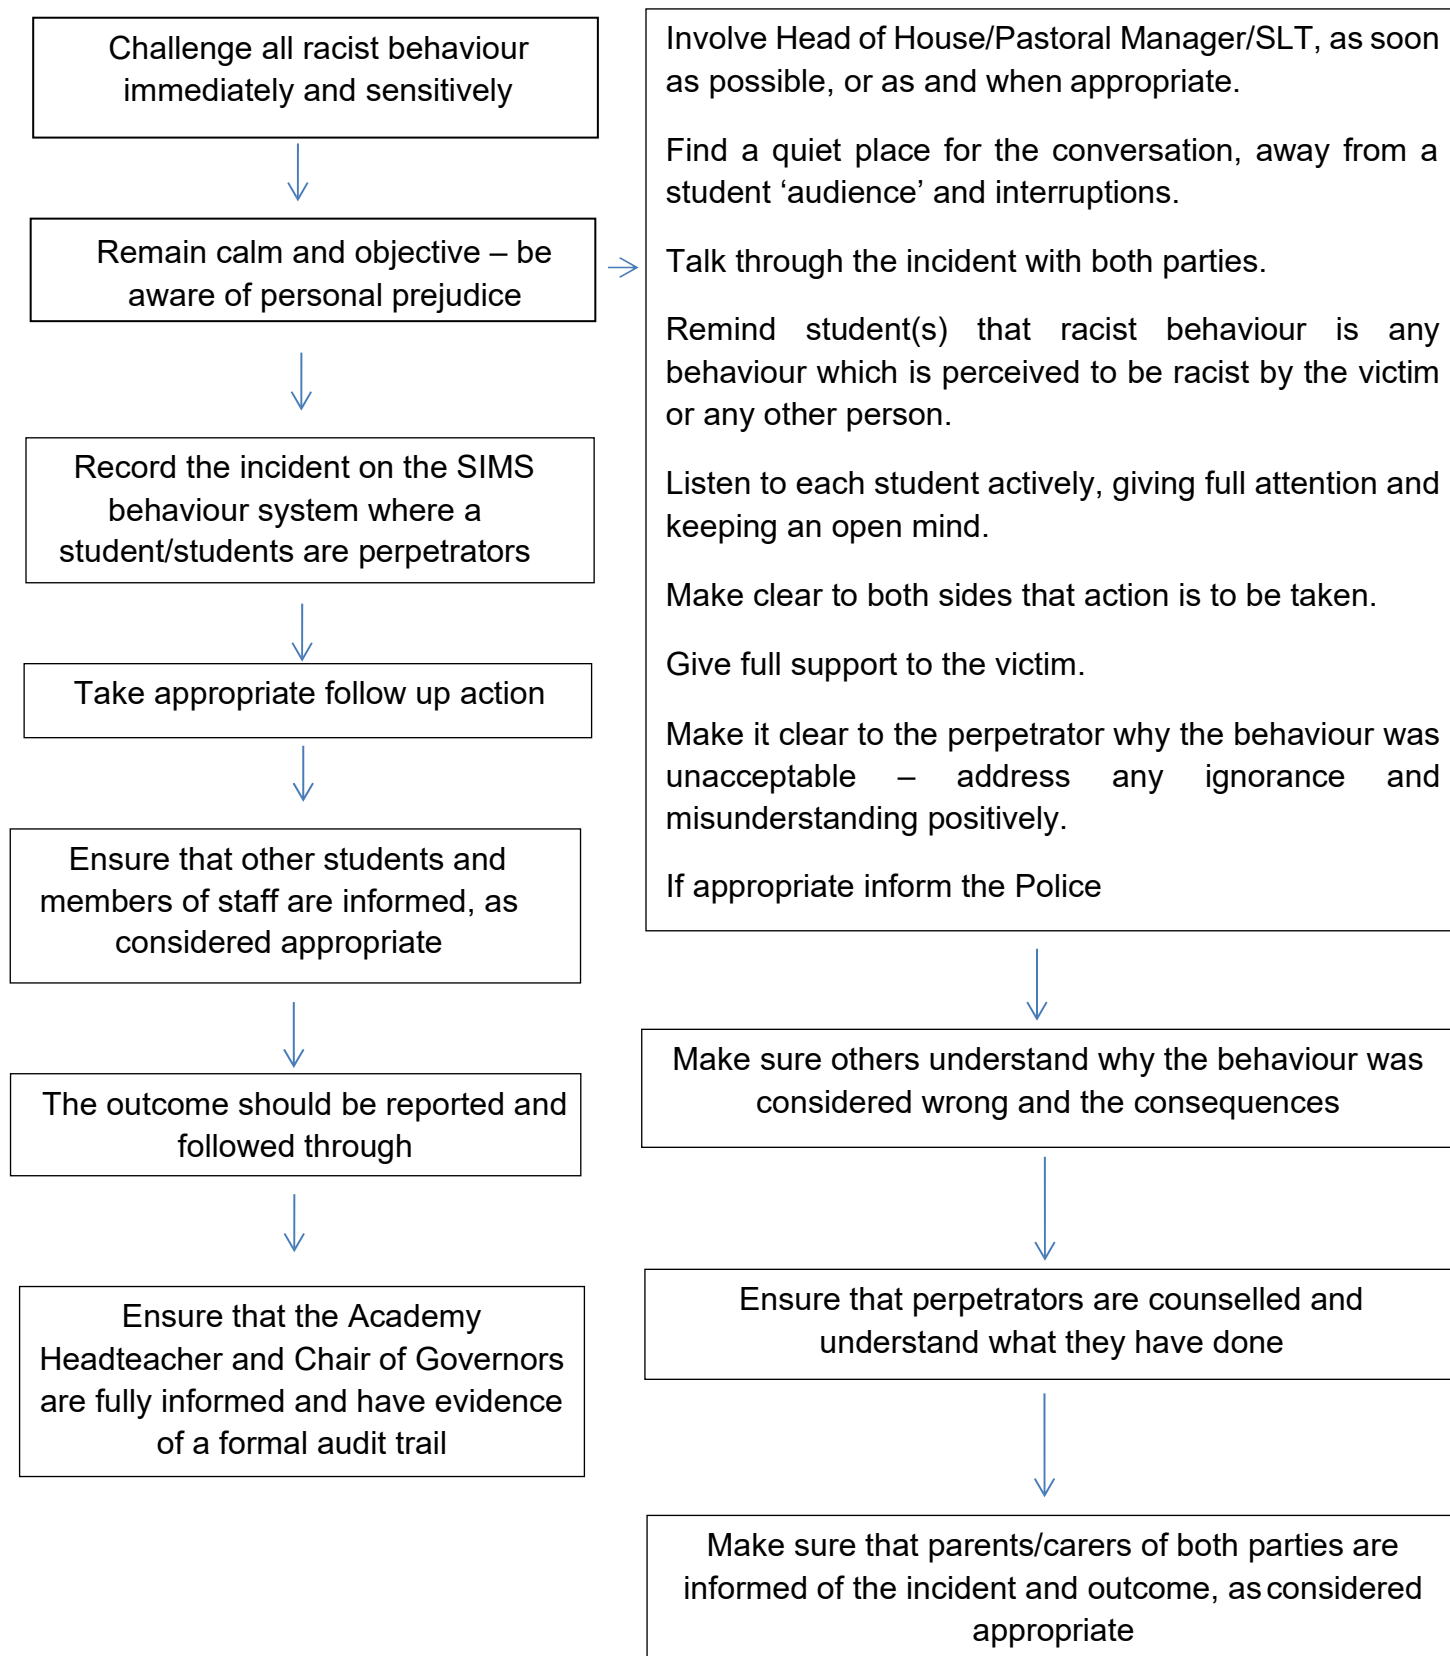 Challenge all racist behaviour
immediately and sensitively
Remain calm and objective – be
aware of personal prejudice
Record the incident on the SIMS
behaviour system where a
student/students are perpetrators
Take appropriate follow up action
Ensure that other students and
members of staff are informed, as
considered appropriate
The outcome should be reported and
followed through
Ensure that the Academy
Headteacher and Chair of Governors
are fully informed and have evidence
of a formal audit trail
Involve Head of House/Pastoral Manager/SLT, as soon
as possible, or as and when appropriate.
Find a quiet place for the conversation, away from a
student ‘audience’ and interruptions.
Talk through the incident with both parties.
Remind student(s) that racist behaviour is any
behaviour which is perceived to be racist by the victim
or any other person.
Listen to each student actively, giving full attention and
keeping an open mind.
Make clear to both sides that action is to be taken.
Give full support to the victim.
Make it clear to the perpetrator why the behaviour was
unacceptable – address any ignorance and
misunderstanding positively.
If appropriate inform the Police
Make sure others understand why the behaviour was
considered wrong and the consequences
Ensure that perpetrators are counselled and
understand what they have done
Make sure that parents/carers of both parties are
informed of the incident and outcome, as considered
appropriate